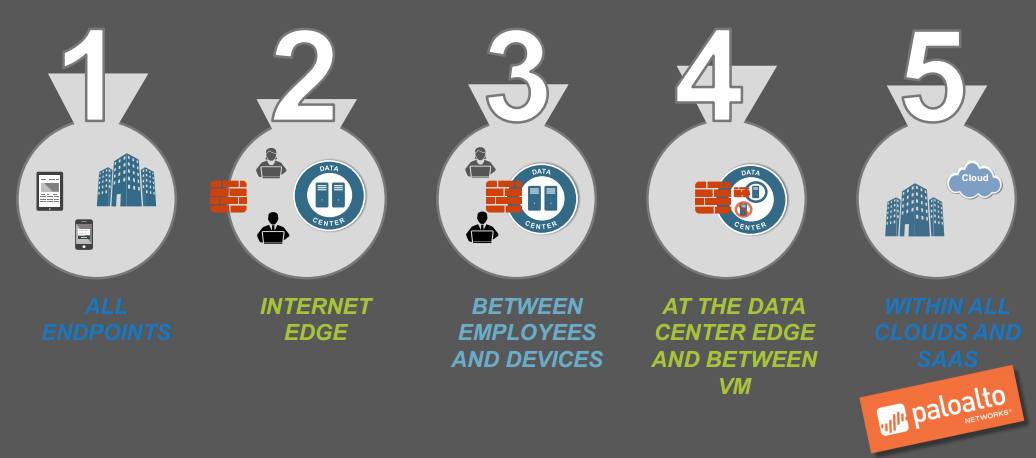 1
2
3
4
5
DATA
CENTER
DATA
CENTER
DATA
CENTER
Cloud
ALL
ENDPOINTS
INTERNET
EDGE
BETWEEN
EMPLOYEES
AND DEVICES
AT THE DATA
CENTER EDGE
AND BETWEEN
VM
WITHIN ALL
CLOUDS AND
SAAS
paloalto
NETWORKS®